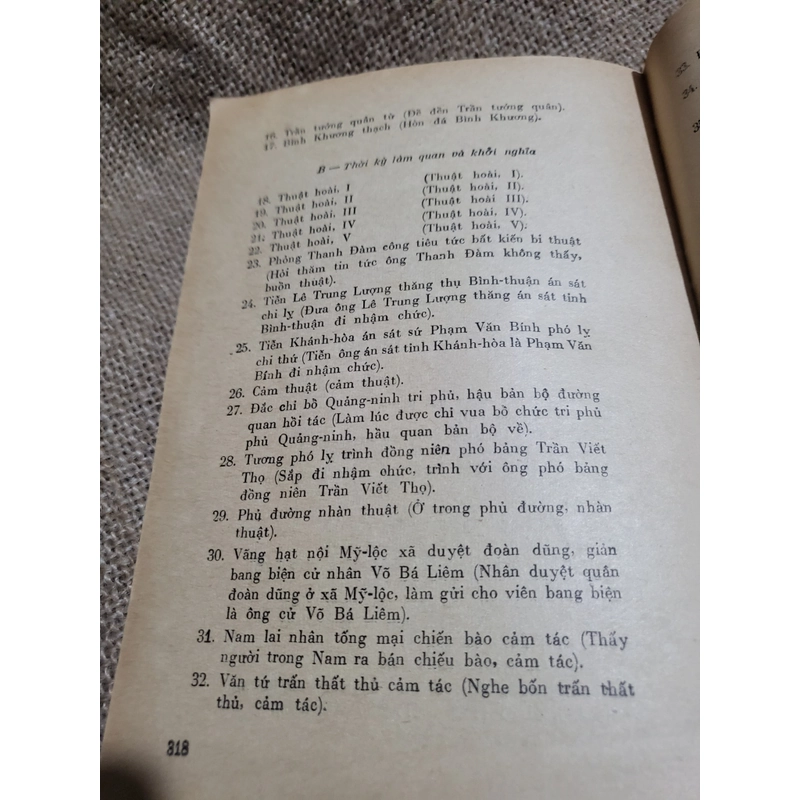 16. Trần tướng quân từ (Đề đền Trần tướng quân).
17. Bình Khương thạch (Hòn đá Bình Khương).
B — Thời kỳ làm quan và khởi nghĩa
18. Thuật hoài, I (Thuật hoài, I).
19. Thuật hoài, II (Thuật hoài, II).
20. Thuật hoài, III (Thuật hoài III).
21. Thuật hoài, IV (Thuật hoài, IV).
22. Thuật hoài, V (Thuật hoài, V).
23. Phỏng Thanh Đàm công tiêu tức bất kiến bi thuật
(Hỏi thăm tin tức ông Thanh Đàm không thấy,
buồn thuật).
24. Tiễn Lê Trung Lượng thăng thụ Bình-thuận án sát
chi lỵ (Đưa ông Lê Trung Lượng thăng án sát tỉnh
Bình-thuận đi nhậm chức).
25. Tiễn Khánh-hòa án sát sứ Phạm Văn Bính phó lỵ
chi thứ (Tiễn ông án sát tỉnh Khánh-hòa là Phạm Văn
Bính đi nhậm chức).
26. Cảm thuật (cảm thuật).
27. Đắc chỉ bổ Quảng-ninh tri phủ, hậu bản bộ đường
quan hồi tác (Làm lúc được chỉ vua bổ chức tri phủ
phủ Quảng-ninh, hầu quan bản bộ về).
28. Tương phó lỵ trình đồng niên phó bảng Trần Viết
Thọ (Sắp đi nhậm chức, trình với ông phó bảng
đồng niên Trần Viết Thọ).
29. Phủ đường nhàn thuật (Ở trong phủ đường, nhàn
thuật).
30. Vãng hạt nội Mỹ-lộc xã duyệt đoàn dũng, giản
bang biện cử nhân Võ Bá Liêm (Nhân duyệt quân
đoàn dũng ở xã Mỹ-lộc, làm gửi cho viên bang biện
là ông cử Võ Bá Liêm).
31. Nam lai nhân tống mại chiến bào cảm tác (Thấy
người trong Nam ra bán chiếu bào, cảm tác).
32. Văn tứ trấn thất thủ cảm tác (Nghe bốn trấn thất
thủ, cảm tác).
318
33.
34.